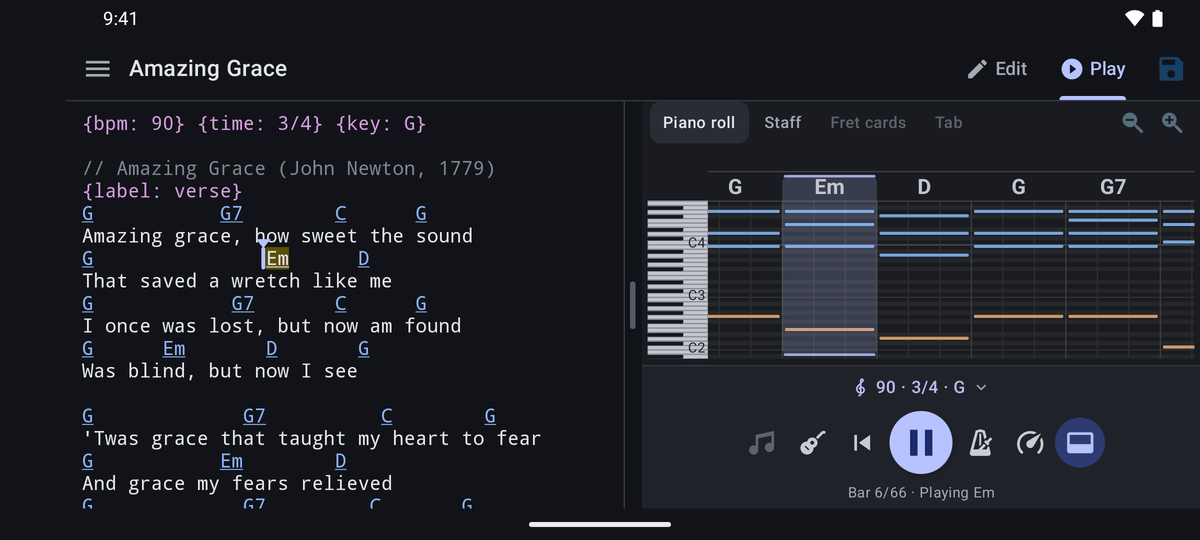 9:41
Amazing Grace
Edit
Play
{bpm: 90} {time: 3/4} {key: G}
// Amazing Grace (John Newton, 1779)
{label: verse}
G G7 C G
Amazing grace, how sweet the sound
G Em D
That saved a wretch like me
G G7 C G
I once was lost, but now am found
G Em D G
Was blind, but now I see
G G7 C G
'Twas grace that taught my heart to fear
G Em D
And grace my fears relieved
G G7 C G
Piano roll Staff Fret cards Tab
G Em D G G7
C4
C3
C2
90 · 3/4 · G
Bar 6/66 · Playing Em